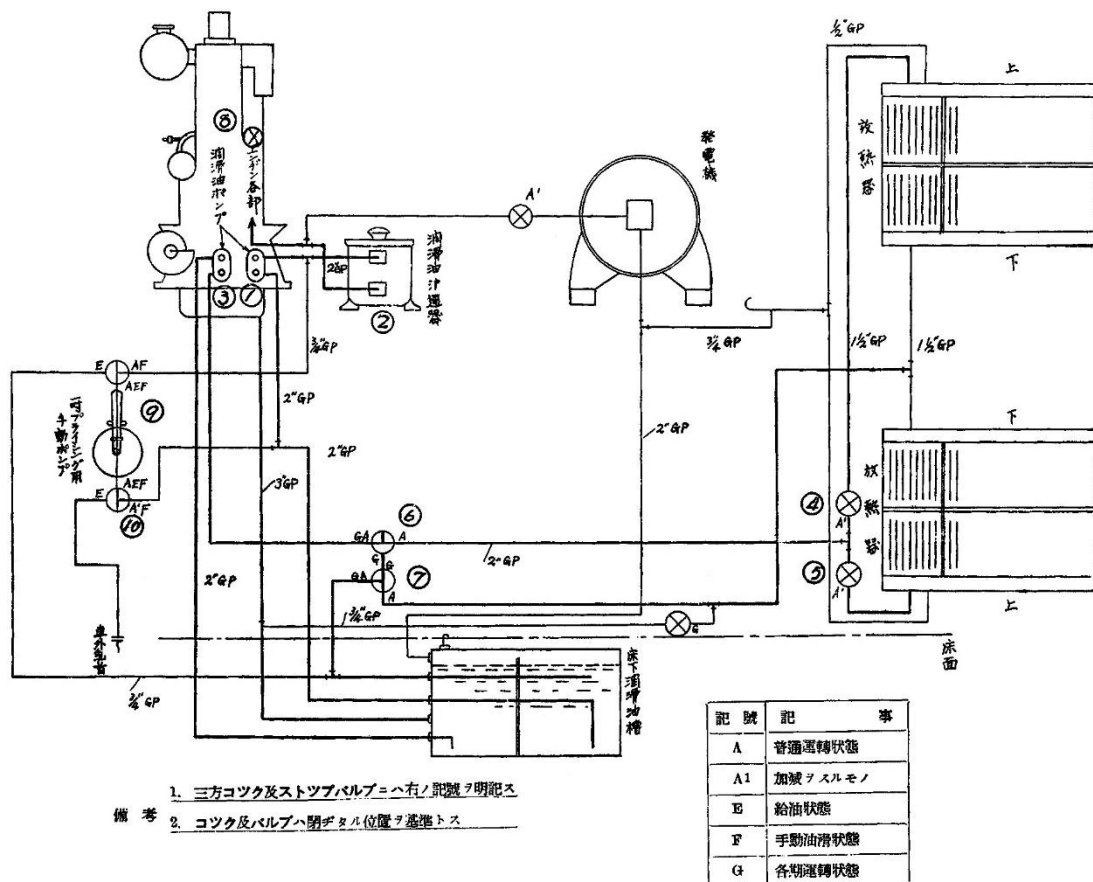 ½"GP
上
放熱器
⑧
潤滑油ポンプ
エンヂン各部
発電機
A'
下
潤滑油沪過器
2"GP
③
①
②
¾"GP
¾"GP
1½"GP
1½"GP
E
AF
AEF
⑨
2"GP
2"GP
下
一吋プライミング用
手動ポンプ
2"GP
放熱器
AEF
E
A'F
⑩
3"GP
④
A'
⑥
GA
A
G
2"GP
2"GP
G
GA
⑦
A
⑤
A'
1¾"GP
上
G
床面
車外乳首
床下潤滑油槽
¾"GP
記號 記事
A 普通運轉狀態
A1 加減ヲスルモノ
E 給油狀態
F 手動油滑狀態
G 各期運轉狀態
備考
1. 三方コツク及ストツプバルブニハ右ノ記號ヲ明記ス
2. コツク及バルブハ閉ヂタル位置ヲ基準トス